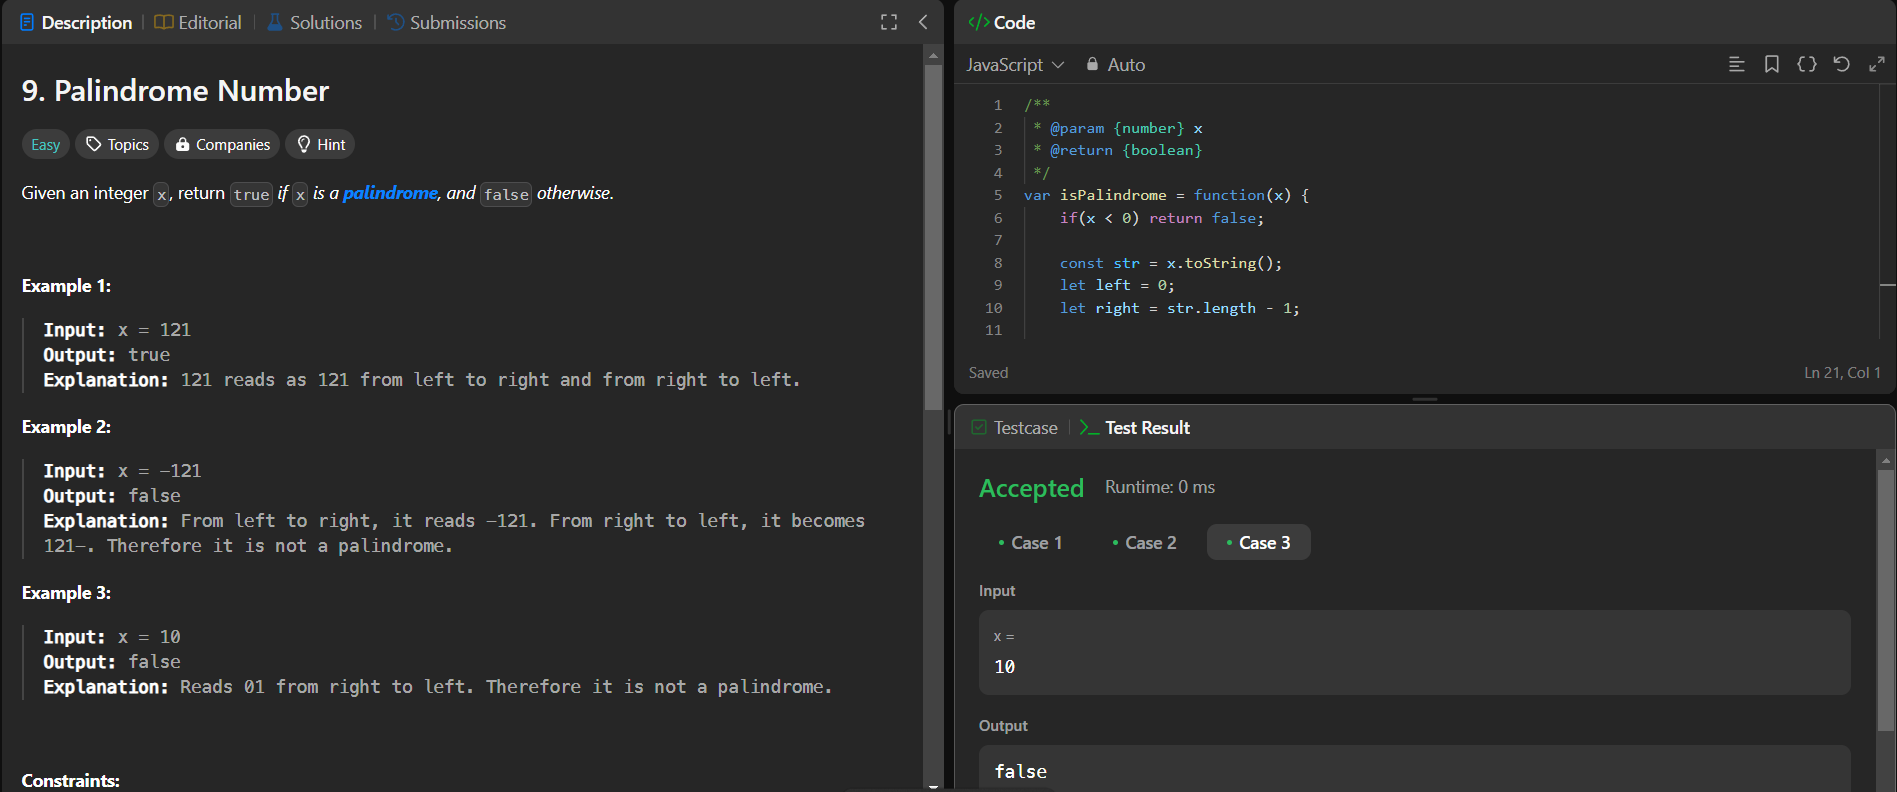 Description | Editorial | Solutions | Submissions
9. Palindrome Number
Easy Topics Companies Hint
Given an integer x, return true if x is a palindrome, and false otherwise.
Example 1:
Input: x = 121
Output: true
Explanation: 121 reads as 121 from left to right and from right to left.
Example 2:
Input: x = -121
Output: false
Explanation: From left to right, it reads -121. From right to left, it becomes
121-. Therefore it is not a palindrome.
Example 3:
Input: x = 10
Output: false
Explanation: Reads 01 from right to left. Therefore it is not a palindrome.
Constraints:
</> Code
JavaScript Auto
1 /**
2 * @param {number} x
3 * @return {boolean}
4 */
5 var isPalindrome = function(x) {
6 if(x < 0) return false;
7
8 const str = x.toString();
9 let left = 0;
10 let right = str.length - 1;
11
Saved Ln 21, Col 1
Testcase | >_ Test Result
Accepted Runtime: 0 ms
• Case 1 • Case 2 • Case 3
Input
x =
10
Output
false